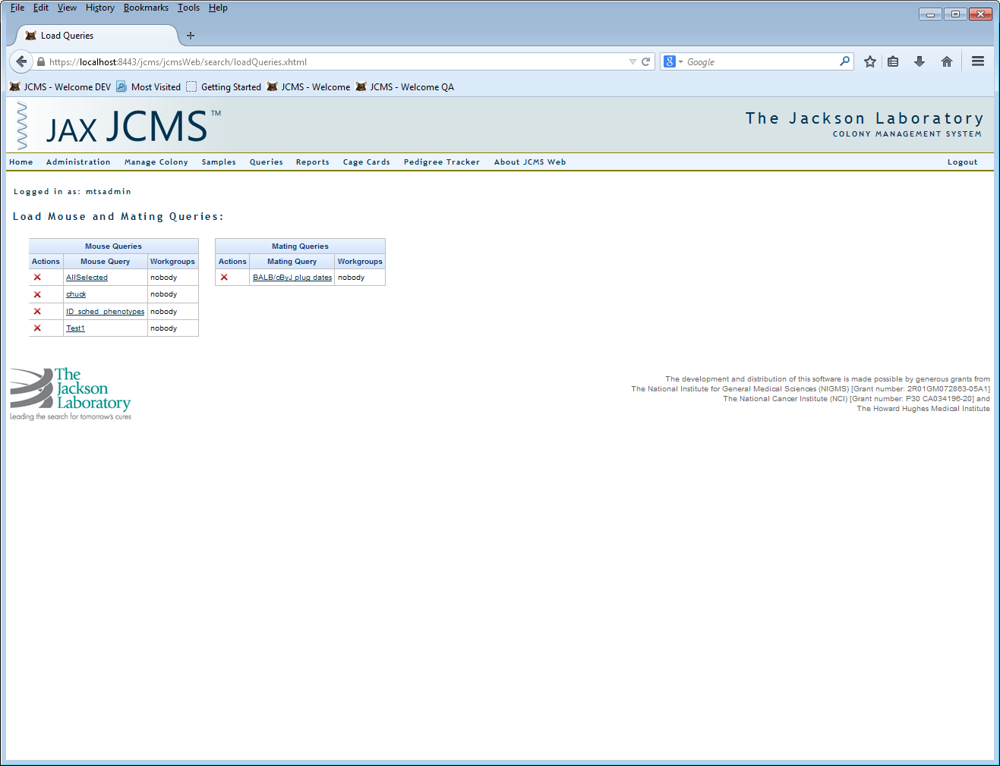 File Edit View History Bookmarks Tools Help
Load Queries
https://localhost:8443/jcms/jcmsWeb/search/loadQueries.xhtml
8 Google
JCMS - Welcome DEV Most Visited Getting Started JCMS - Welcome JCMS - Welcome QA
JAX JCMS™
The Jackson Laboratory
COLONY MANAGEMENT SYSTEM
Home Administration Manage Colony Samples Queries Reports Cage Cards Pedigree Tracker About JCMS Web Logout
Logged in as: mtsadmin
Load Mouse and Mating Queries:
Mouse Queries
Actions Mouse Query Workgroups
AllSelected nobody
chuck nobody
ID_sched_phenotypes nobody
Test1 nobody
Mating Queries
Actions Mating Query Workgroups
BALB/cByJ plug dates nobody
The
Jackson
Laboratory
Leading the search for tomorrow's cures
The development and distribution of this software is made possible by generous grants from
The National Institute for General Medical Sciences (NIGMS) [Grant number: 2R01GM072863-05A1]
The National Cancer Institute (NCI) [Grant number: P30 CA034196-20] and
The Howard Hughes Medical Institute